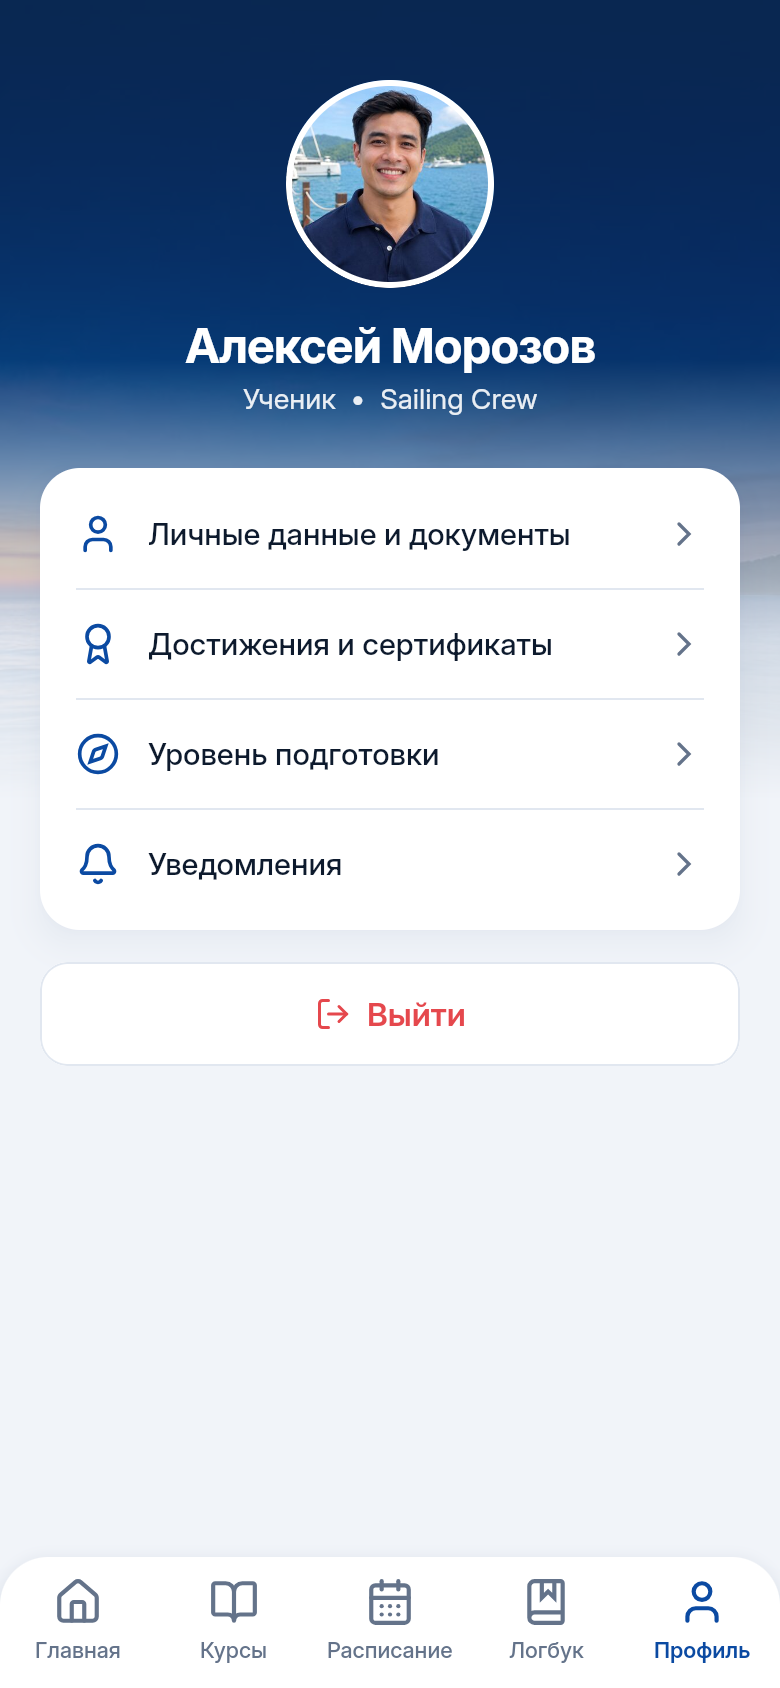 Алексей Морозов
Ученик • Sailing Crew
Личные данные и документы
Достижения и сертификаты
Уровень подготовки
Уведомления
Выйти
Главная
Курсы
Расписание
Логбук
Профиль